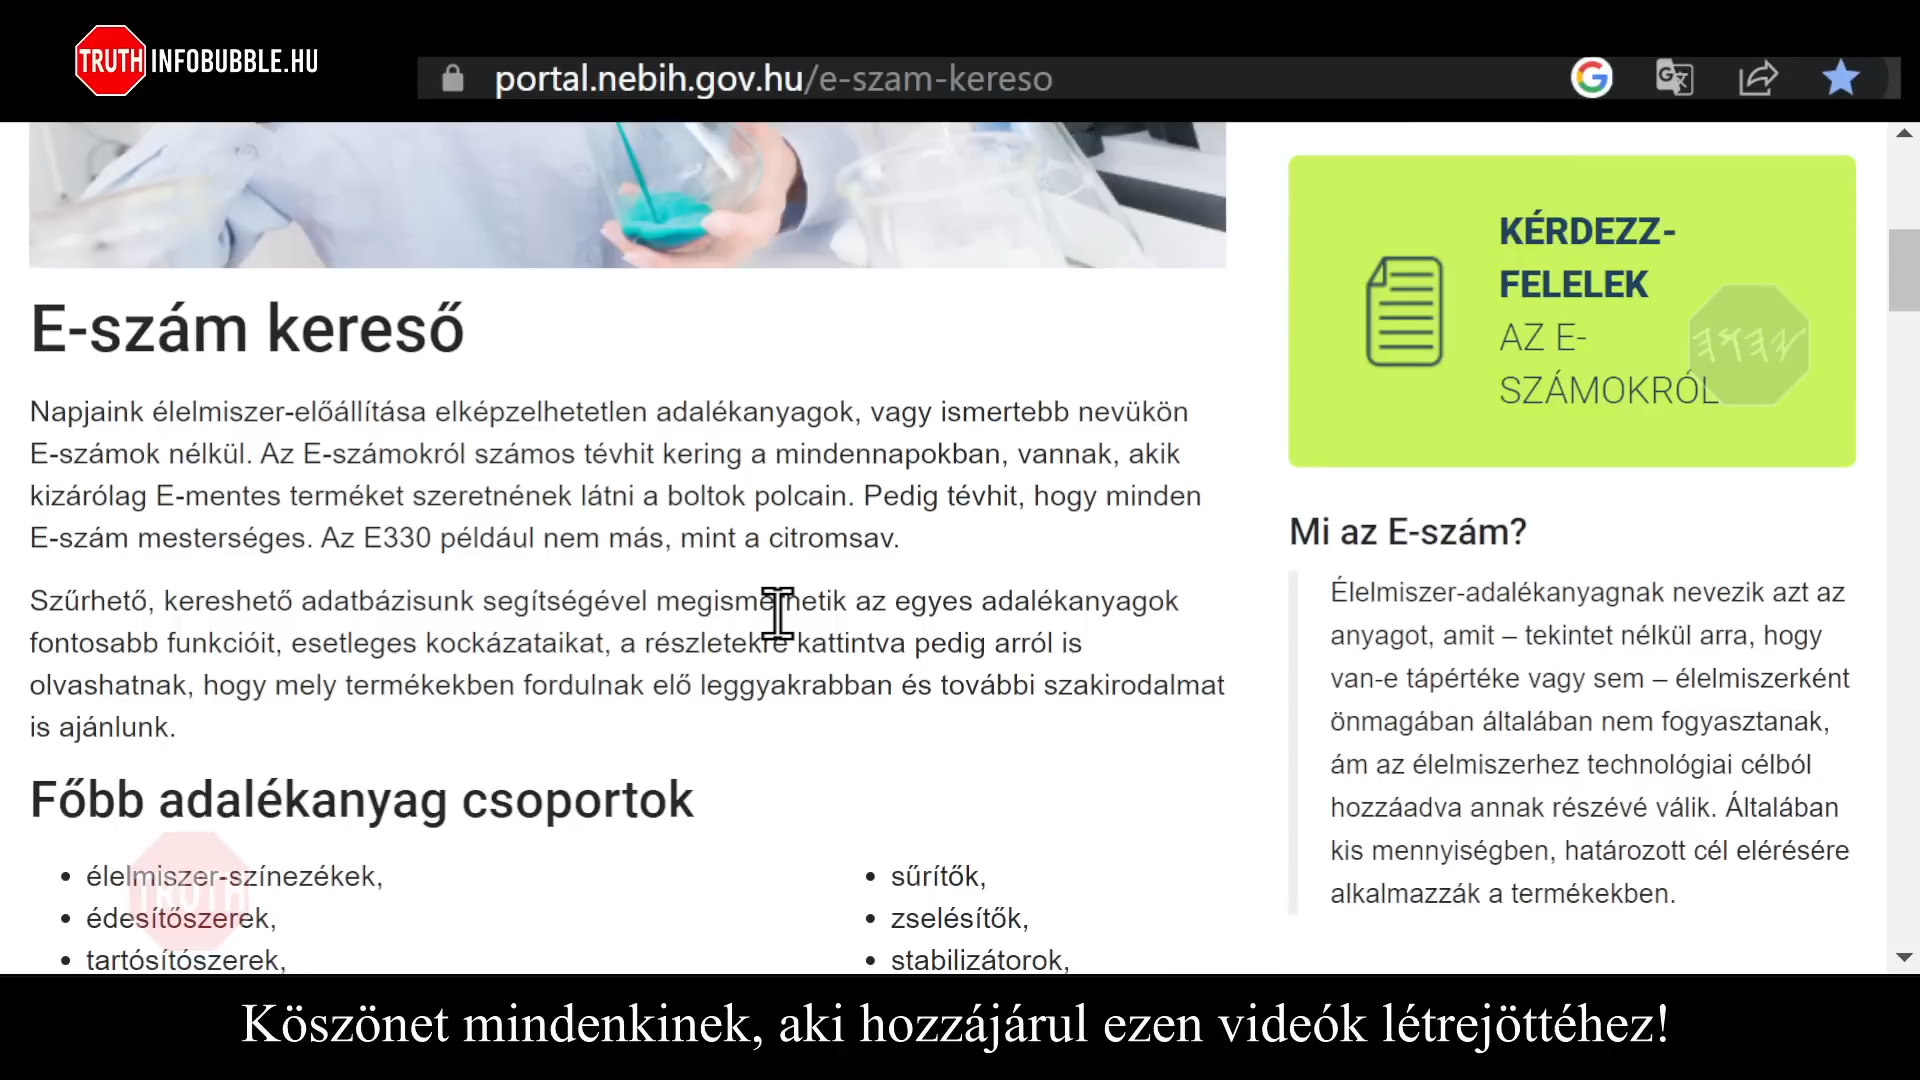 TRUTH INFOBUBBLE.HU
portal.nebih.gov.hu/e-szam-kereso
E-szám kereső
Napjaink élelmiszer-előállítása elképzelhetetlen adalékanyagok, vagy ismertebb nevükön
E-számok nélkül. Az E-számokról számos tévhit kering a mindennapokban, vannak, akik
kizárólag E-mentes terméket szeretnének látni a boltok polcain. Pedig tévhit, hogy minden
E-szám mesterséges. Az E330 például nem más, mint a citromsav.
Szűrhető, kereshető adatbázisunk segítségével megismerhetik az egyes adalékanyagok
fontosabb funkcióit, esetleges kockázataikat, a részletekre kattintva pedig arról is
olvashatnak, hogy mely termékekben fordulnak elő leggyakrabban és további szakirodalmat
is ajánlunk.
Főbb adalékanyag csoportok
• élelmiszer-színezékek,
• édesítőszerek,
• tartósítószerek,
• sűrítők,
• zselésítők,
• stabilizátorok,
TRUTH
KÉRDEZZ-
FELELEK
AZ E-
SZÁMOKRÓL
Mi az E-szám?
Élelmiszer-adalékanyagnak nevezik azt az
anyagot, amit – tekintet nélkül arra, hogy
van-e tápértéke vagy sem – élelmiszerként
önmagában általában nem fogyasztanak,
ám az élelmiszerhez technológiai célból
hozzáadva annak részévé válik. Általában
kis mennyiségben, határozott cél elérésére
alkalmazzák a termékekben.
Köszönet mindenkinek, aki hozzájárul ezen videók létrejöttéhez!